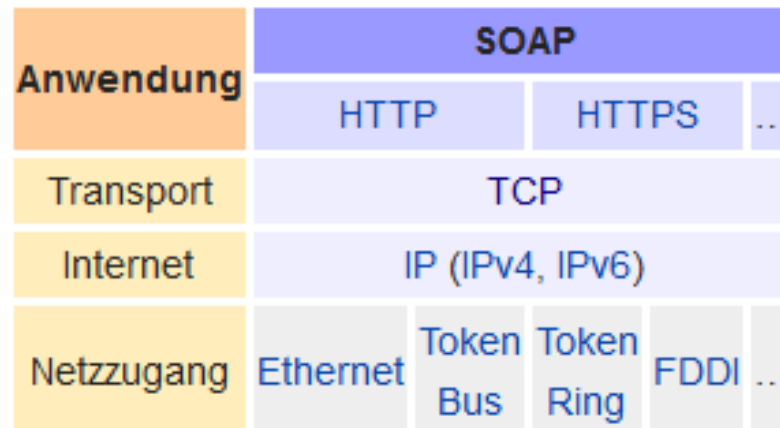 SOAP
Anwendung
HTTP HTTPS ...
Transport TCP
Internet IP (IPv4, IPv6)
Netzzugang Ethernet Token Bus Token Ring FDDI ...